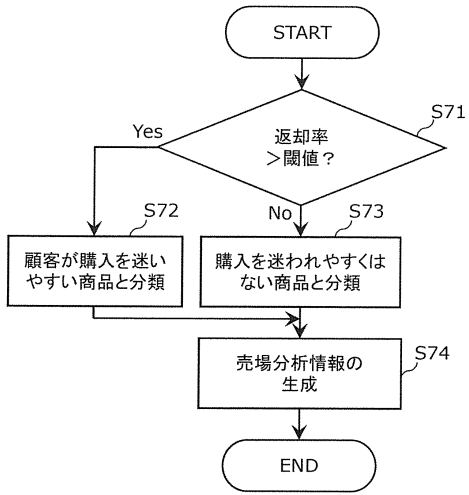 START
S71
返却率
＞閾値？
Yes
No
S72
顧客が購入を迷い
やすい商品と分類
S73
購入を迷われやすくは
ない商品と分類
S74
売場分析情報の
生成
END